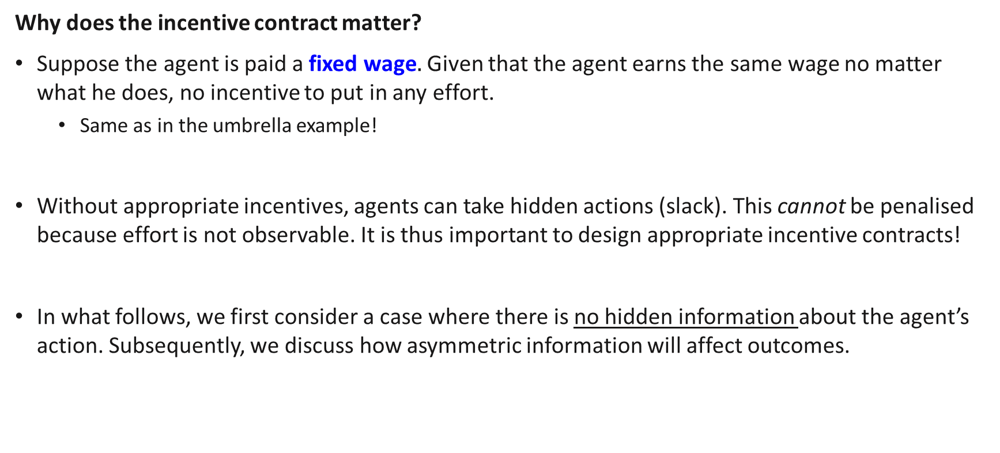 Why does the incentive contract matter?
• Suppose the agent is paid a fixed wage. Given that the agent earns the same wage no matter
what he does, no incentive to put in any effort.
• Same as in the umbrella example!
• Without appropriate incentives, agents can take hidden actions (slack). This cannot be penalised
because effort is not observable. It is thus important to design appropriate incentive contracts!
• In what follows, we first consider a case where there is no hidden information about the agent’s
action. Subsequently, we discuss how asymmetric information will affect outcomes.